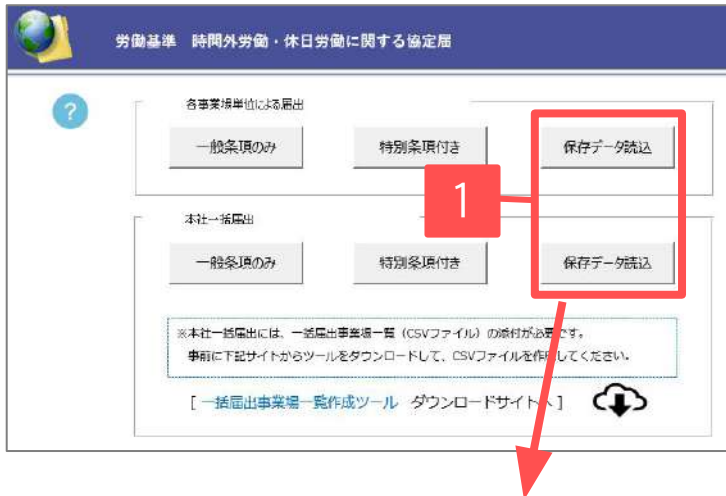 労働基準 時間外労働・休日労働に関する協定届
?
各事業場単位による届出
一般条項のみ
特別条項付き
保存データ読込
1
本社一括届出
一般条項のみ
特別条項付き
保存データ読込
※本社一括届出には、一括届出事業場一覧（CSVファイル）の添付が必要です。
事前に下記サイトからツールをダウンロードして、CSVファイルを作成してください。
[ 一括届出事業場一覧作成ツール ダウンロードサイトへ ]